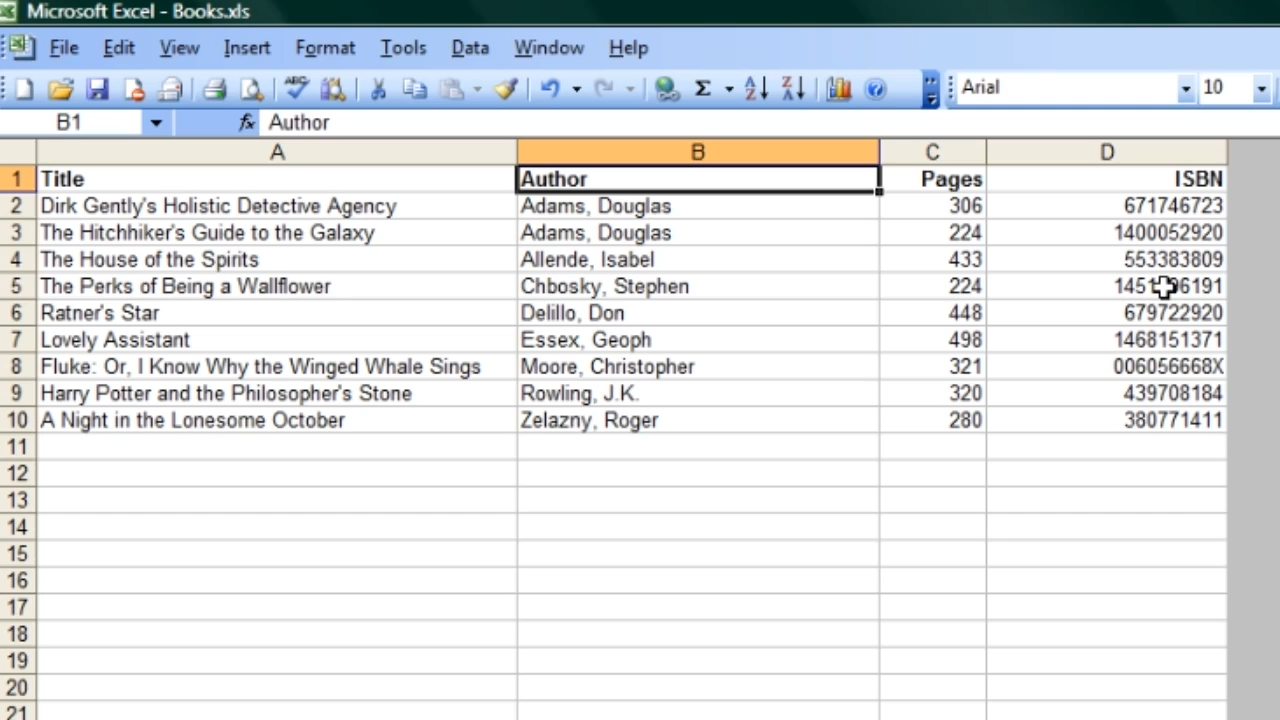 Microsoft Excel - Books.xls
File Edit View Insert Format Tools Data Window Help
ABC Σ A Z Z A Arial 10
B1 fx Author
A B C D
1 Title Author Pages ISBN
2 Dirk Gently's Holistic Detective Agency Adams, Douglas 306 671746723
3 The Hitchhiker's Guide to the Galaxy Adams, Douglas 224 1400052920
4 The House of the Spirits Allende, Isabel 433 553383809
5 The Perks of Being a Wallflower Chbosky, Stephen 224
6 Ratner's Star Delillo, Don 448 679722920
7 Lovely Assistant Essex, Geoph 498 1468151371
8 Fluke: Or, I Know Why the Winged Whale Sings Moore, Christopher 321 006056668X
9 Harry Potter and the Philosopher's Stone Rowling, J.K. 320 439708184
10 A Night in the Lonesome October Zelazny, Roger 280 380771411
11
12
13
14
15
16
17
18
19
20
21